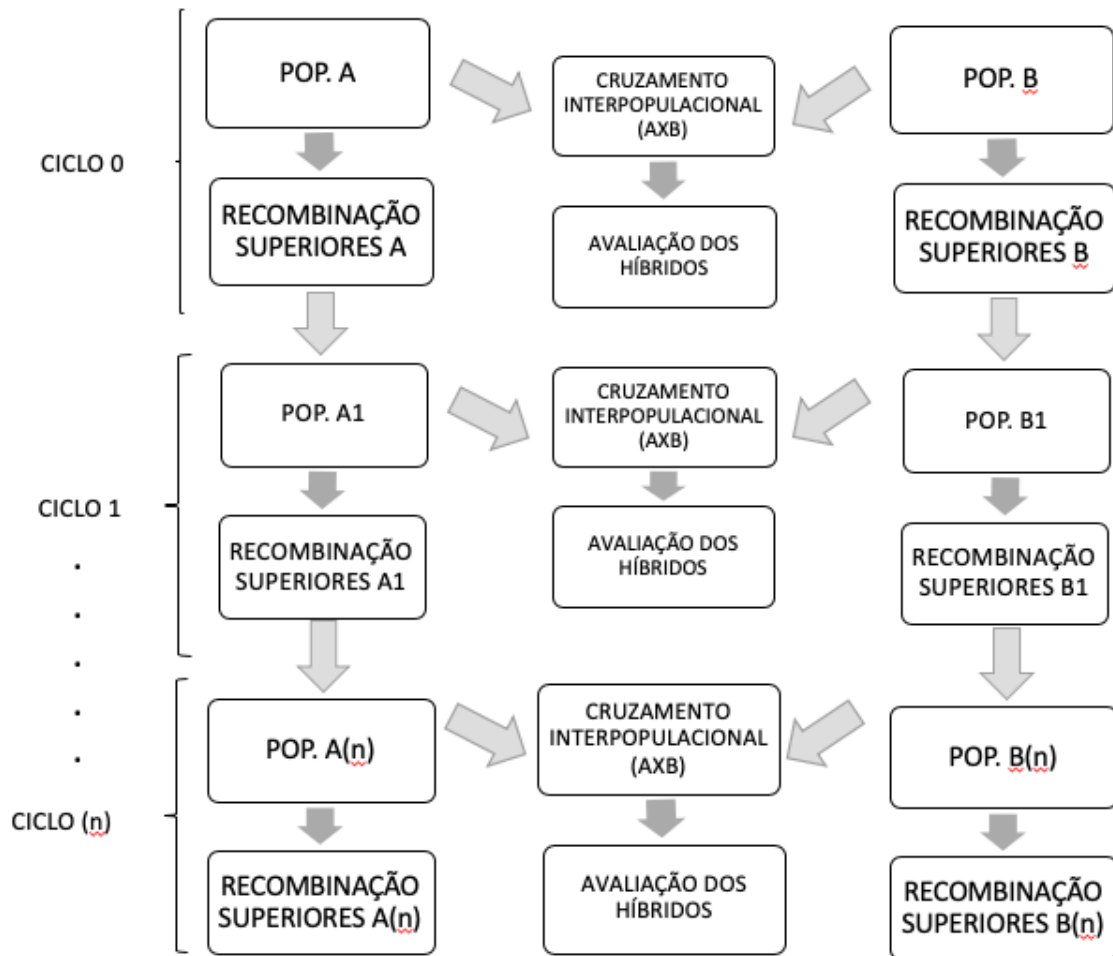 POP. A
CRUZAMENTO
INTERPOPULACIONAL
(AXB)
POP. B
CICLO 0
RECOMBINAÇÃO
SUPERIORES A
AVALIAÇÃO DOS
HÍBRIDOS
RECOMBINAÇÃO
SUPERIORES B
POP. A1
CRUZAMENTO
INTERPOPULACIONAL
(AXB)
POP. B1
CICLO 1
RECOMBINAÇÃO
SUPERIORES A1
AVALIAÇÃO DOS
HÍBRIDOS
RECOMBINAÇÃO
SUPERIORES B1
.
.
.
.
.
POP. A(n)
CRUZAMENTO
INTERPOPULACIONAL
(AXB)
POP. B(n)
CICLO (n)
RECOMBINAÇÃO
SUPERIORES A(n)
AVALIAÇÃO DOS
HÍBRIDOS
RECOMBINAÇÃO
SUPERIORES B(n)